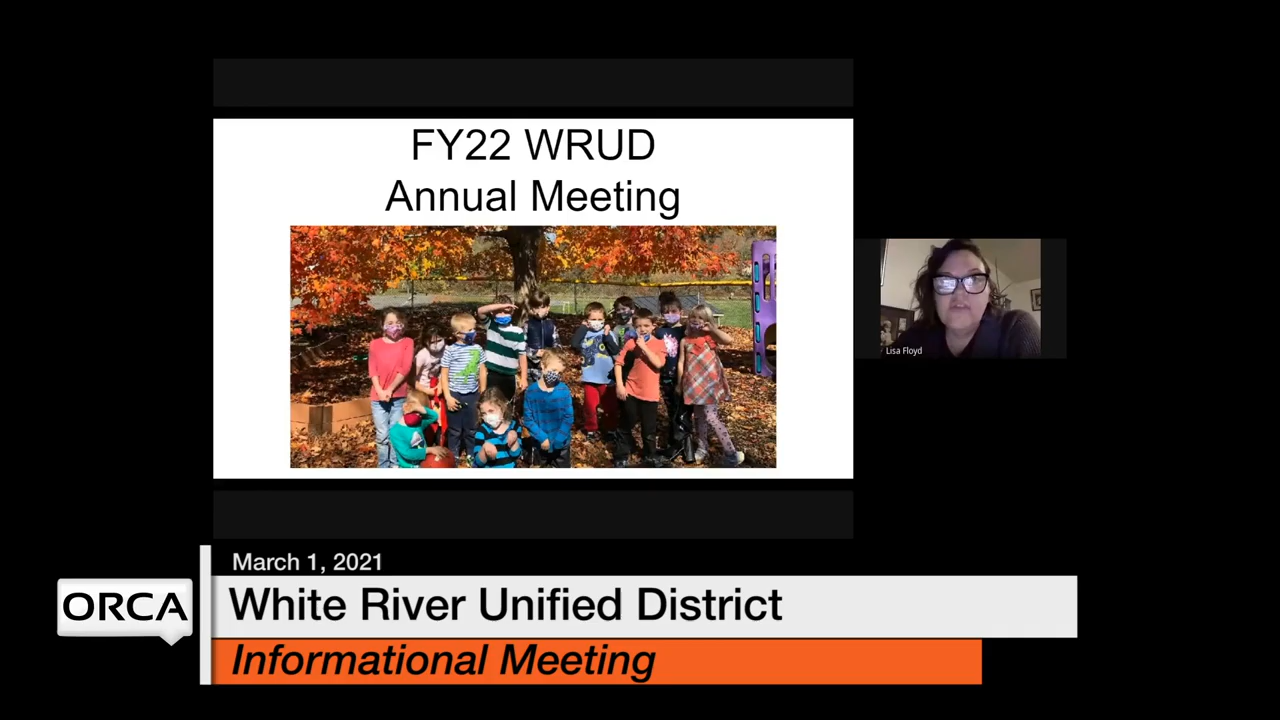 FY22 WRUD
Annual Meeting
Lisa Floyd
March 1, 2021
ORCA
White River Unified District
Informational Meeting